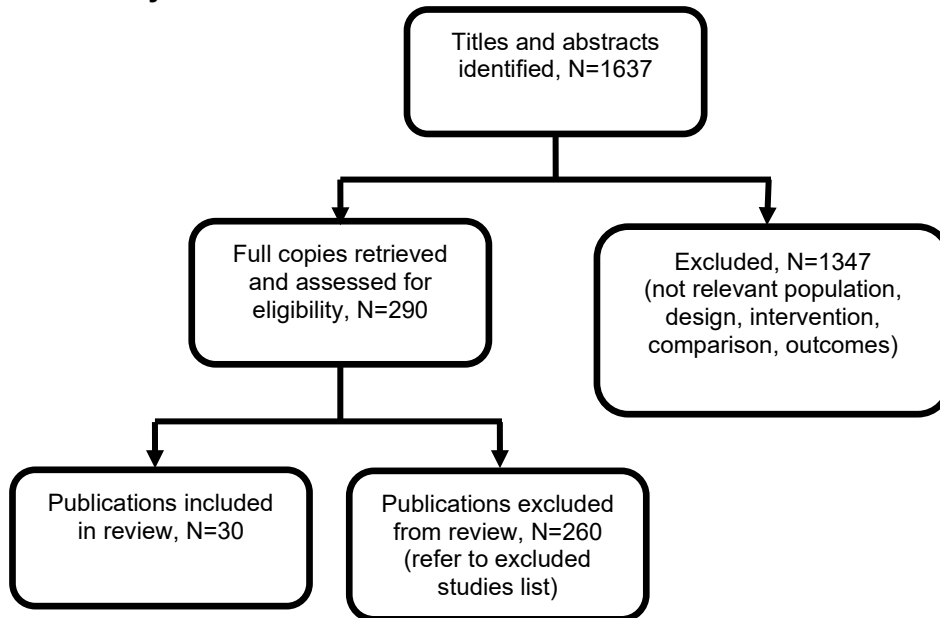 Titles and abstracts
identified, N=1637
Full copies retrieved
and assessed for
eligibility, N=290
Excluded, N=1347
(not relevant population,
design, intervention,
comparison, outcomes)
Publications included
in review, N=30
Publications excluded
from review, N=260
(refer to excluded
studies list)